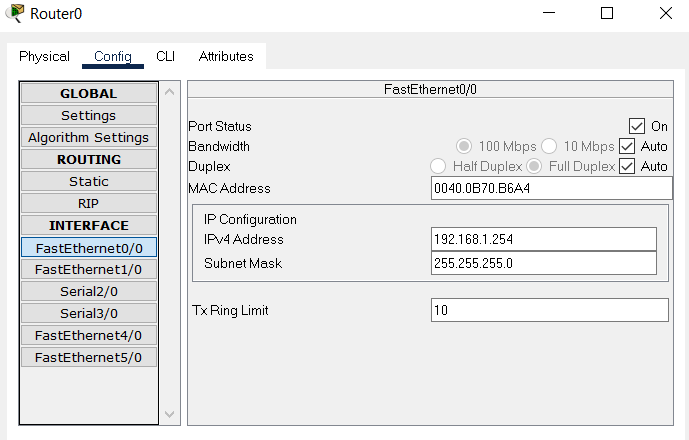 Router0
Physical Config CLI Attributes
GLOBAL
Settings
Algorithm Settings
ROUTING
Static
RIP
INTERFACE
FastEthernet0/0
FastEthernet1/0
Serial2/0
Serial3/0
FastEthernet4/0
FastEthernet5/0
FastEthernet0/0
Port Status On
Bandwidth 100 Mbps 10 Mbps Auto
Duplex Half Duplex Full Duplex Auto
MAC Address 0040.0B70.B6A4
IP Configuration
IPv4 Address 192.168.1.254
Subnet Mask 255.255.255.0
Tx Ring Limit 10